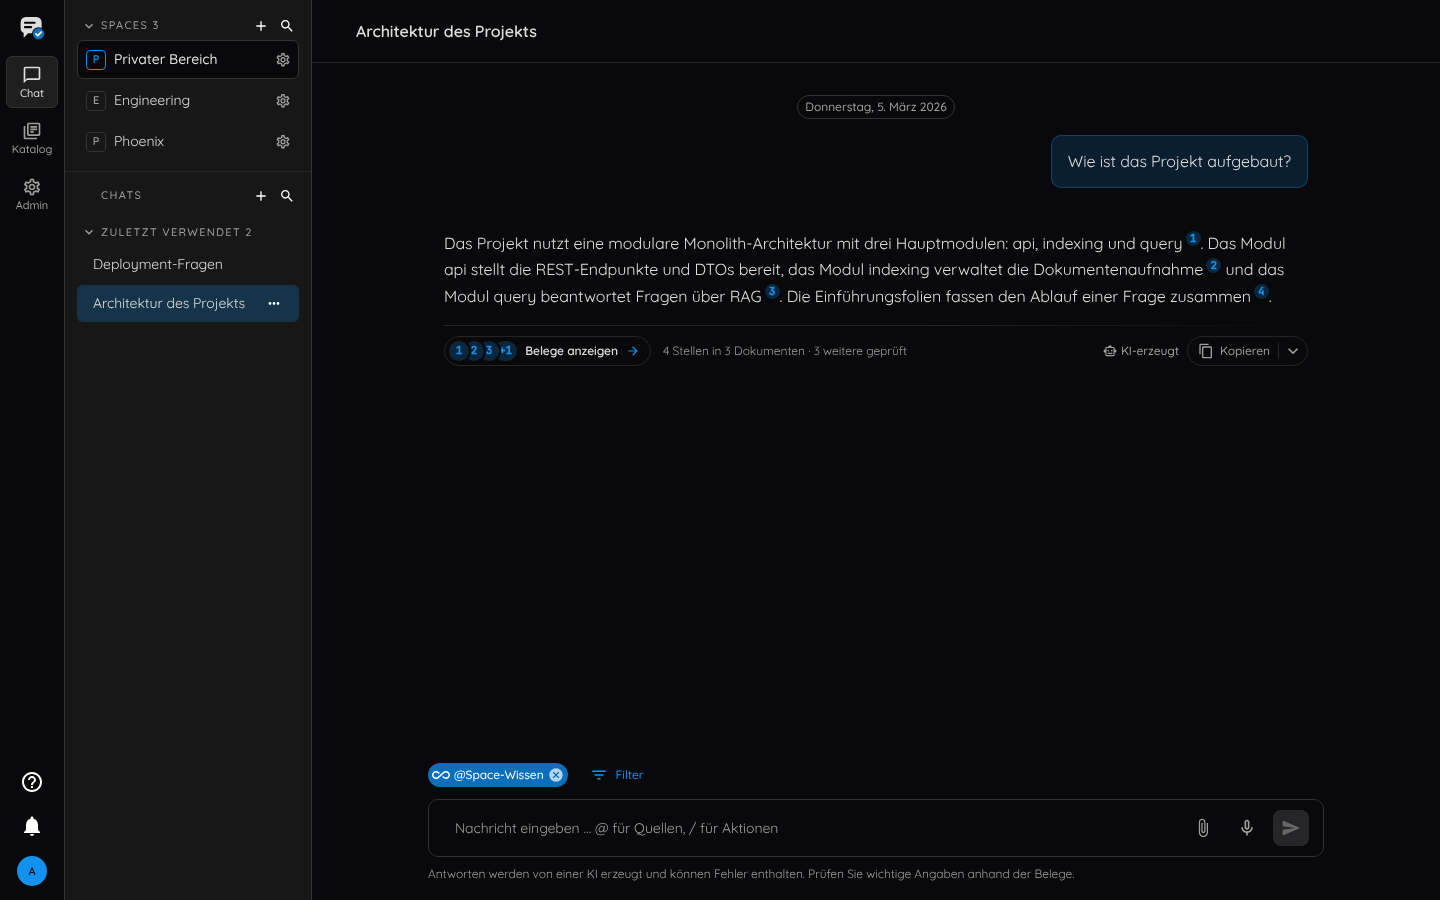 Chat
Katalog
Admin
A
SPACES 3
P Privater Bereich
E Engineering
P Phoenix
CHATS
ZULETZT VERWENDET 2
Deployment-Fragen
Architektur des Projekts
Architektur des Projekts
Donnerstag, 5. März 2026
Wie ist das Projekt aufgebaut?
Das Projekt nutzt eine modulare Monolith-Architektur mit drei Hauptmodulen: api, indexing und query 1. Das Modul
api stellt die REST-Endpunkte und DTOs bereit, das Modul indexing verwaltet die Dokumentenaufnahme 2 und das
Modul query beantwortet Fragen über RAG 3. Die Einführungsfolien fassen den Ablauf einer Frage zusammen 4.
1 2 3 +1 Belege anzeigen 4 Stellen in 3 Dokumenten · 3 weitere geprüft KI-erzeugt Kopieren
@Space-Wissen Filter
Nachricht eingeben ... @ für Quellen, / für Aktionen
Antworten werden von einer KI erzeugt und können Fehler enthalten. Prüfen Sie wichtige Angaben anhand der Belege.